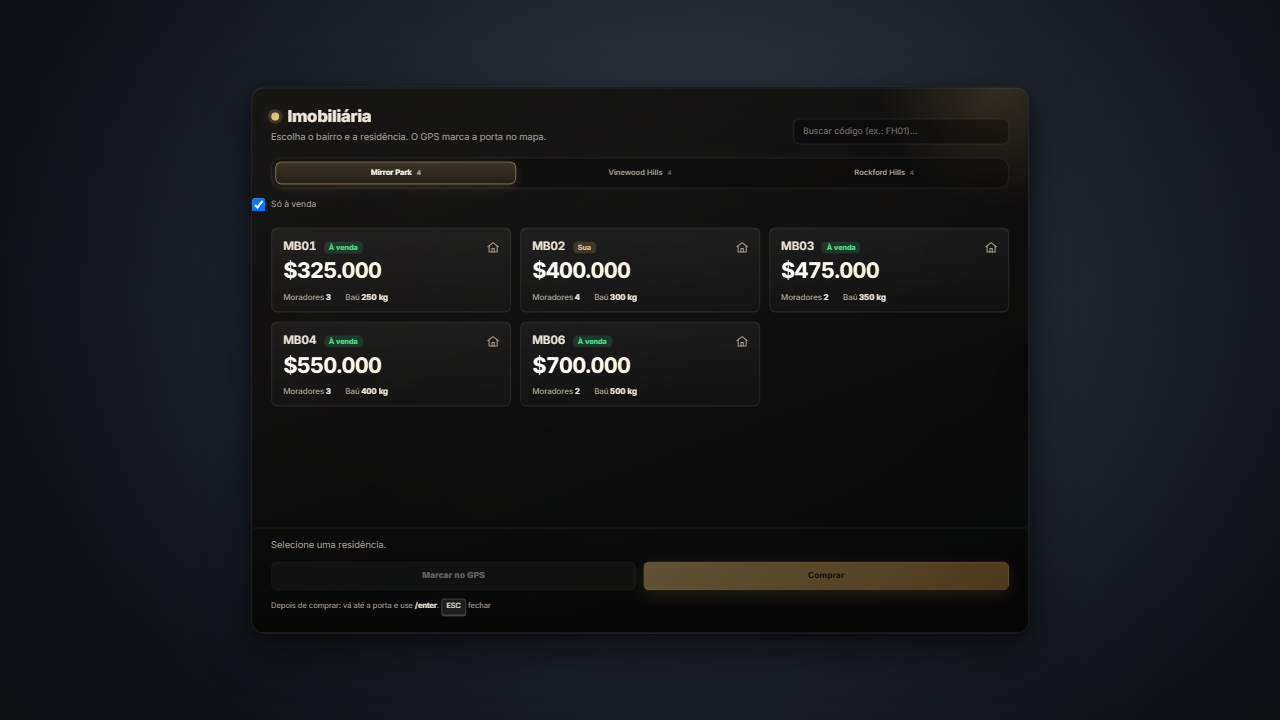 Imobiliária
Escolha o bairro e a residência. O GPS marca a porta no mapa.
Buscar código (ex.: FH01)...
Mirror Park 4
Vinewood Hills 4
Rockford Hills 4
Só à venda
MB01 À venda
$325.000
Moradores 3 Baú 250 kg
MB02 Sua
$400.000
Moradores 4 Baú 300 kg
MB03 À venda
$475.000
Moradores 2 Baú 350 kg
MB04 À venda
$550.000
Moradores 3 Baú 400 kg
MB06 À venda
$700.000
Moradores 2 Baú 500 kg
Selecione uma residência.
Marcar no GPS
Comprar
Depois de comprar: vá até a porta e use /enter. ESC fechar